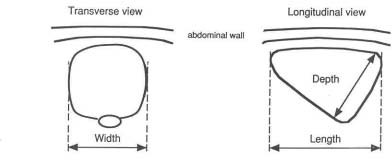 Transverse view
Longitudinal view
abdominal wall
Depth
Width
Length